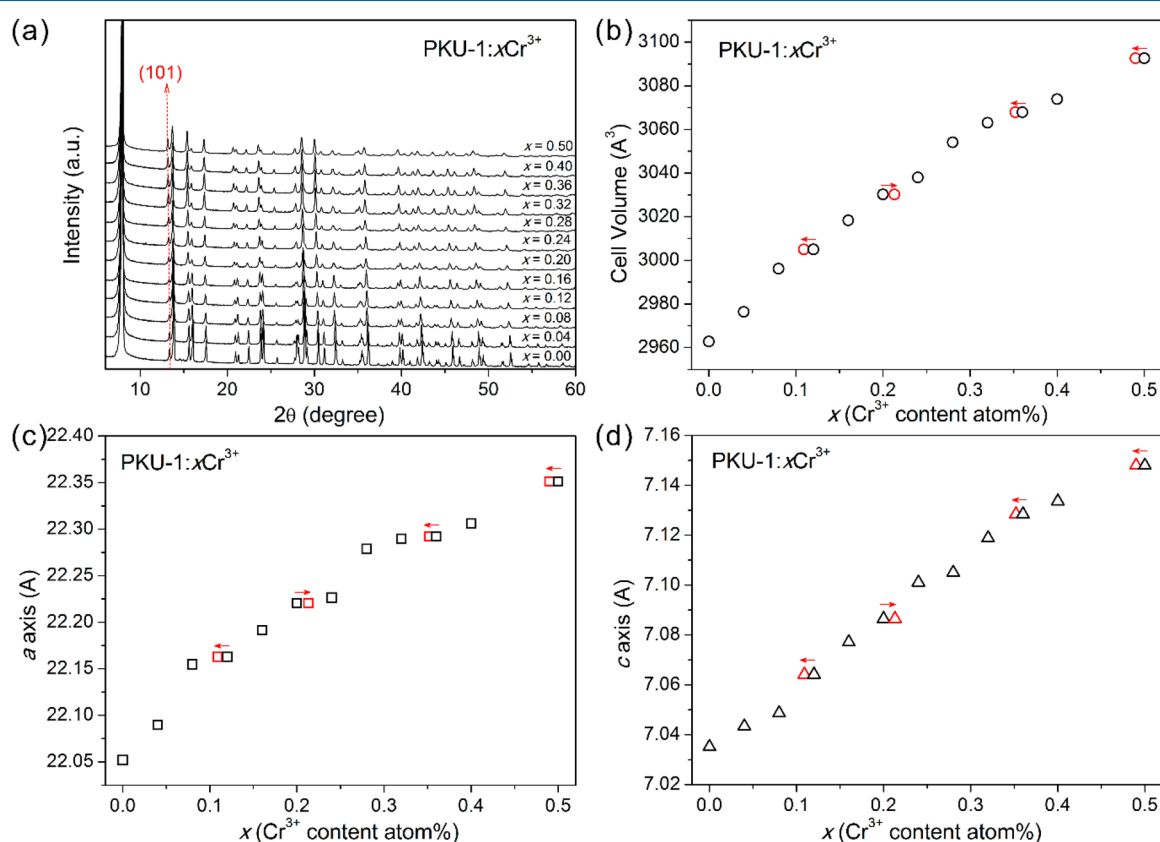 (a)
PKU-1:xCr³⁺
(101)
Intensity (a.u.)
x = 0.50
x = 0.40
x = 0.36
x = 0.32
x = 0.28
x = 0.24
x = 0.20
x = 0.16
x = 0.12
x = 0.08
x = 0.04
x = 0.00
10 20 30 40 50 60
2θ (degree)
(b)
PKU-1:xCr³⁺
Cell Volume (A³)
3100
3080
3060
3040
3020
3000
2980
2960
0.0 0.1 0.2 0.3 0.4 0.5
x (Cr³⁺ content atom%)
(c)
PKU-1:xCr³⁺
a axis (A)
22.40
22.35
22.30
22.25
22.20
22.15
22.10
22.05
0.0 0.1 0.2 0.3 0.4 0.5
x (Cr³⁺ content atom%)
(d)
PKU-1:xCr³⁺
c axis (A)
7.16
7.14
7.12
7.10
7.08
7.06
7.04
7.02
0.0 0.1 0.2 0.3 0.4 0.5
x (Cr³⁺ content atom%)